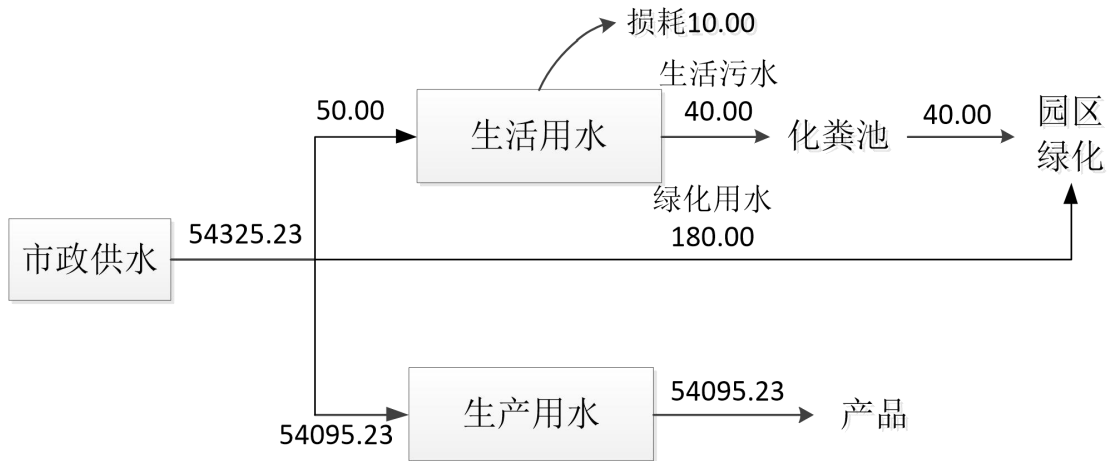 损耗10.00
生活污水
50.00
生活用水
40.00
化粪池
40.00
园区
绿化
绿化用水
180.00
市政供水
54325.23
生产用水
54095.23
54095.23
产品